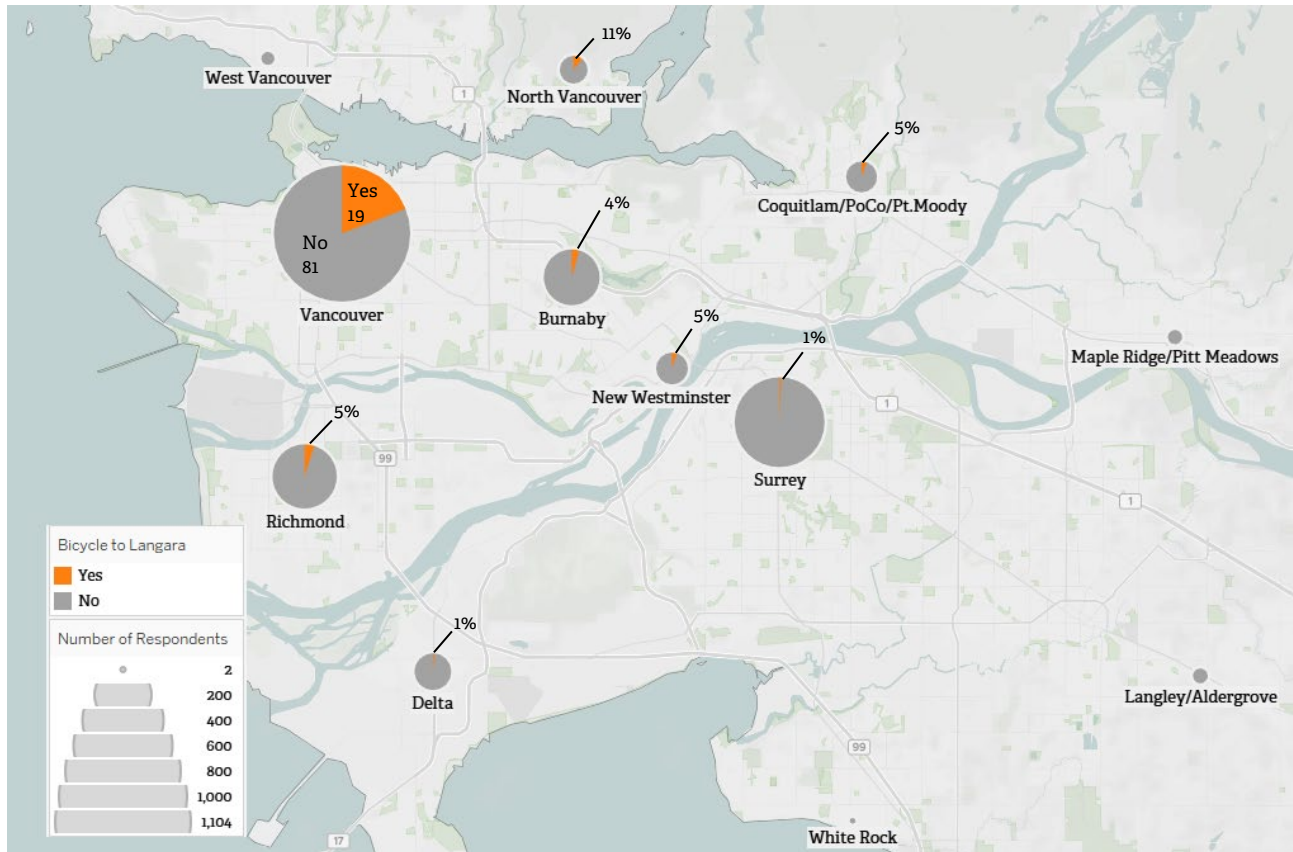 11%
West Vancouver
North Vancouver
1
5%
Coquitlam/PoCo/Pt.Moody
Yes
19
No
81
Vancouver
4%
Burnaby
5%
New Westminster
1%
Surrey
Maple Ridge/Pitt Meadows
1
1
5%
99
Richmond
Bicycle to Langara
Yes
No
Number of Respondents
2
200
400
600
800
1,000
1,104
1%
Delta
Langley/Aldergrove
99
White Rock
17